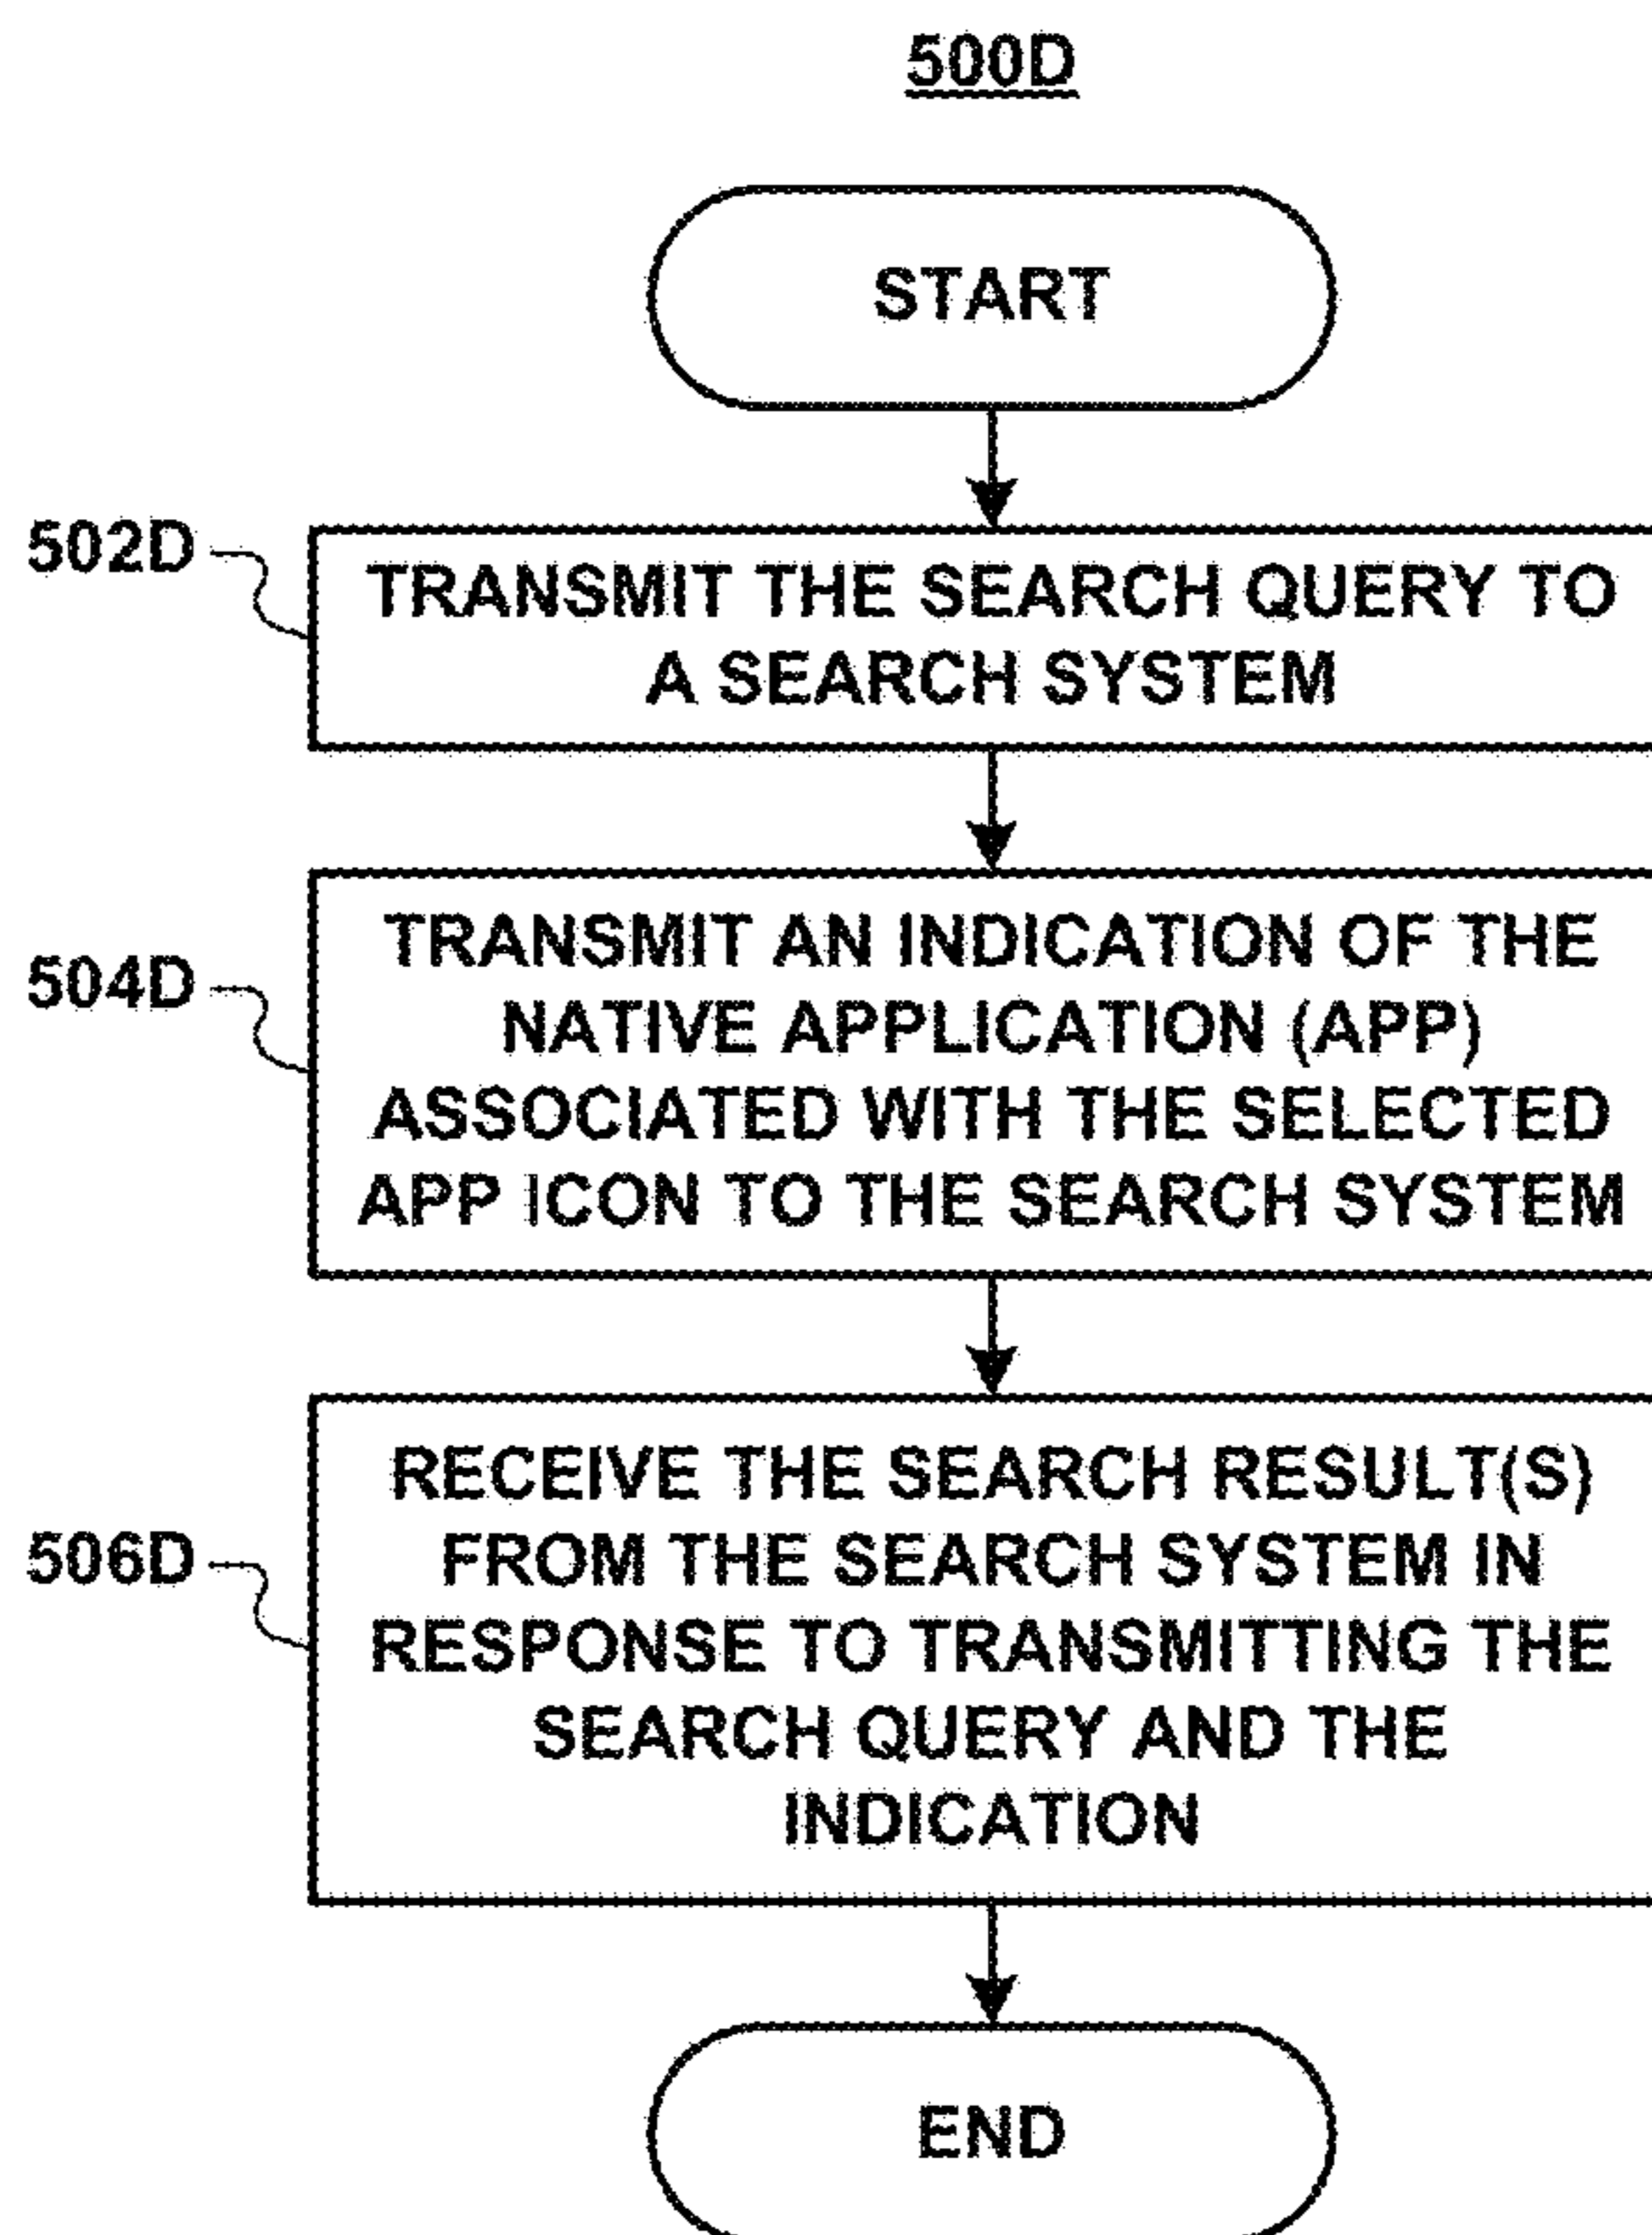 500D
START
502D
TRANSMIT THE SEARCH QUERY TO
A SEARCH SYSTEM
504D
TRANSMIT AN INDICATION OF THE
NATIVE APPLICATION (APP)
ASSOCIATED WITH THE SELECTED
APP ICON TO THE SEARCH SYSTEM
506D
RECEIVE THE SEARCH RESULT(S)
FROM THE SEARCH SYSTEM IN
RESPONSE TO TRANSMITTING THE
SEARCH QUERY AND THE
INDICATION
END